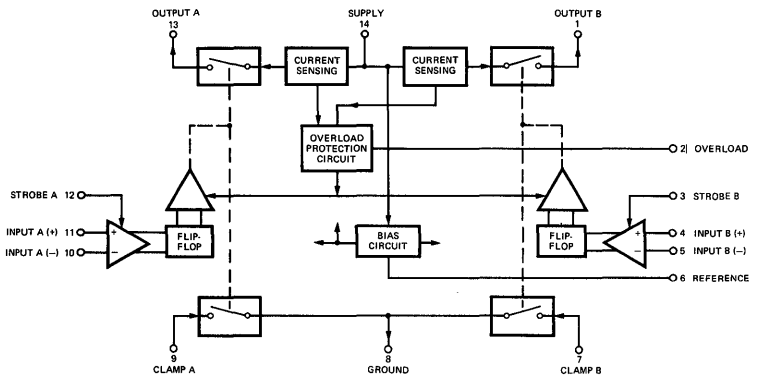 OUTPUT A
13
SUPPLY
14
OUTPUT B
1
CURRENT
SENSING
CURRENT
SENSING
OVERLOAD
PROTECTION
CIRCUIT
2 OVERLOAD
STROBE A 12
3 STROBE B
INPUT A (+) 11
+
FLIP-
FLOP
BIAS
CIRCUIT
FLIP-
FLOP
+
4 INPUT B (+)
INPUT A (−) 10
−
−
5 INPUT B (−)
6 REFERENCE
9
CLAMP A
8
GROUND
7
CLAMP B